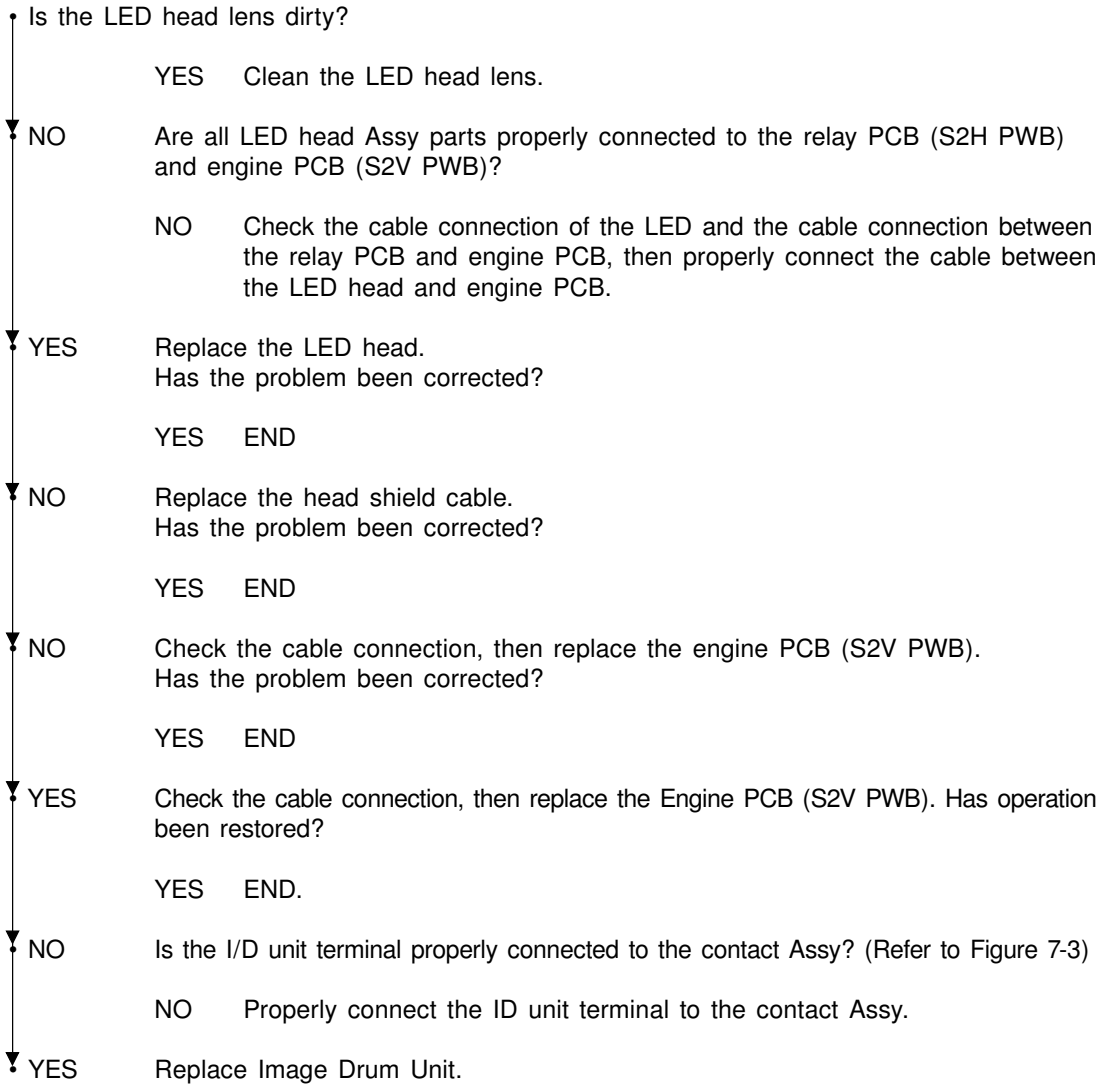 Is the LED head lens dirty?
YES Clean the LED head lens.
NO Are all LED head Assy parts properly connected to the relay PCB (S2H PWB)
and engine PCB (S2V PWB)?
NO Check the cable connection of the LED and the cable connection between
the relay PCB and engine PCB, then properly connect the cable between
the LED head and engine PCB.
YES Replace the LED head.
Has the problem been corrected?
YES END
NO Replace the head shield cable.
Has the problem been corrected?
YES END
NO Check the cable connection, then replace the engine PCB (S2V PWB).
Has the problem been corrected?
YES END
YES Check the cable connection, then replace the Engine PCB (S2V PWB). Has operation
been restored?
YES END.
NO Is the I/D unit terminal properly connected to the contact Assy? (Refer to Figure 7-3)
NO Properly connect the ID unit terminal to the contact Assy.
YES Replace Image Drum Unit.